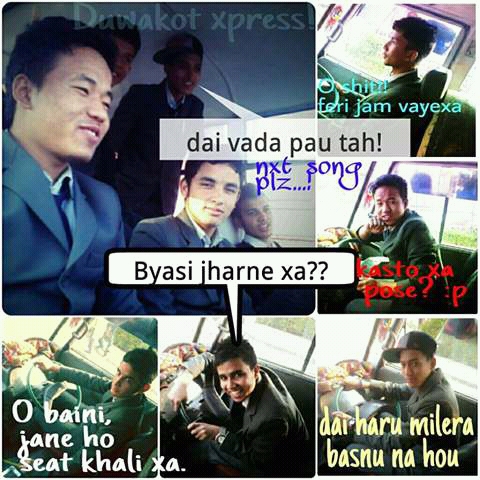 Duwakot xpress!
O shit!!
feri jam vayexa
dai vada pau tah!
nxt song
plz...!
Byasi jharne xa??
kasto xa
pose? :p
O baini,
jane ho
seat khali xa.
dai haru milera
basnu na hou